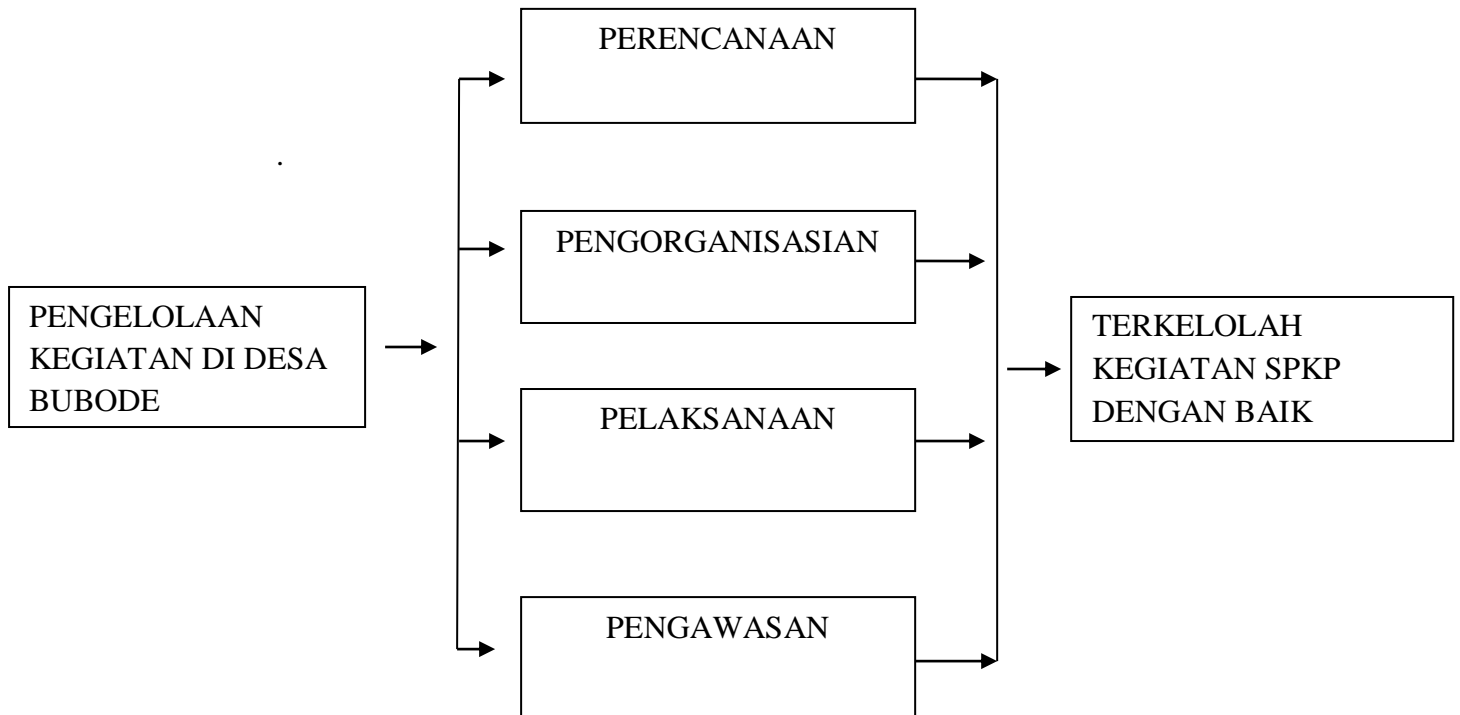 PERENCANAAN
PENGORGANISASIAN
PENGELOLAAN
KEGIATAN DI DESA
BUBODE
TERKELOLAH
KEGIATAN SPKP
DENGAN BAIK
PELAKSANAAN
PENGAWASAN